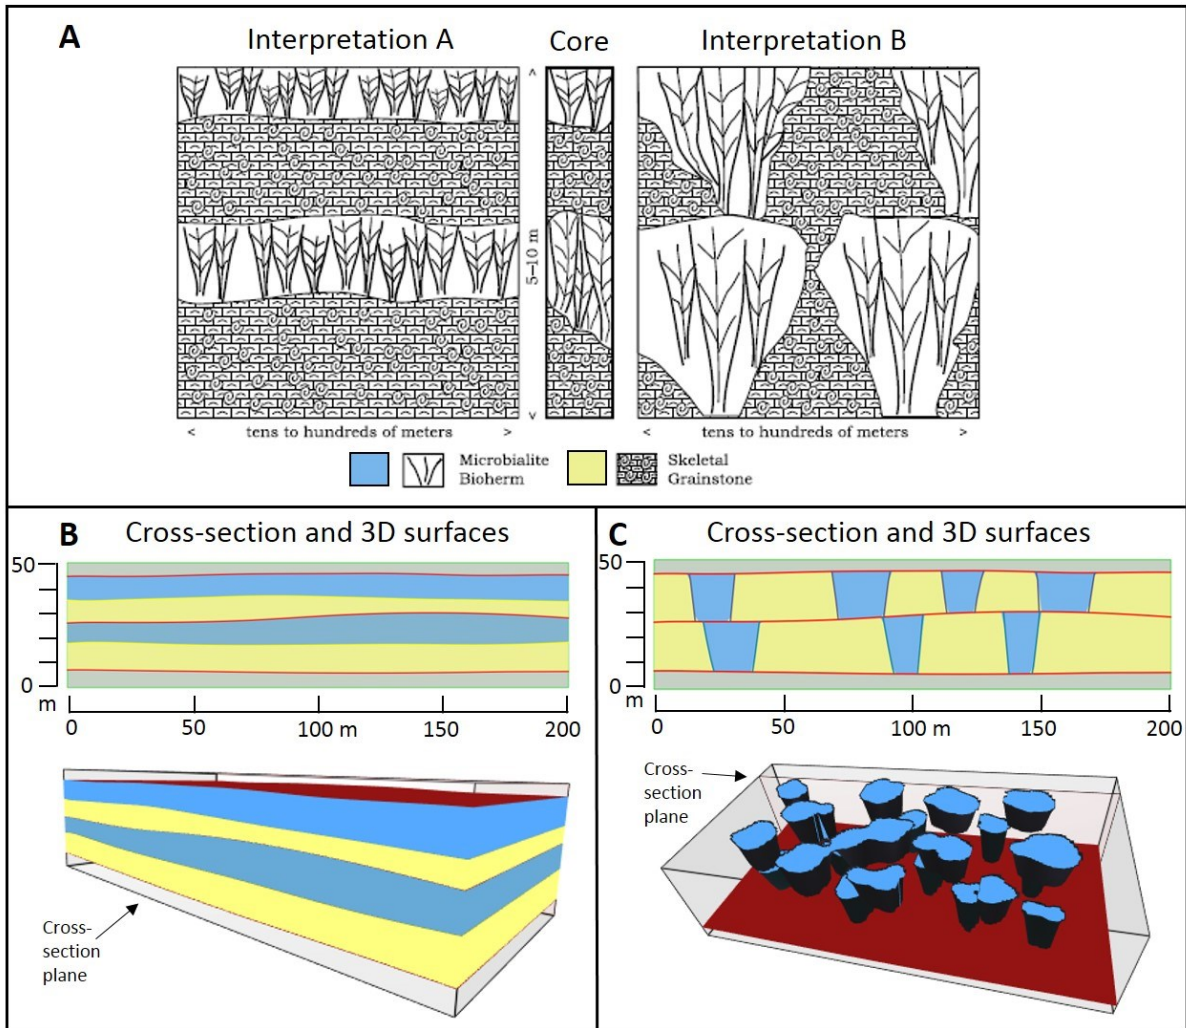 A
Interpretation A
Core
Interpretation B
5–10 m
< tens to hundreds of meters >
< tens to hundreds of meters >
Microbialite
Bioherm
Skeletal
Grainstone
B
Cross-section and 3D surfaces
50
0
m
0 50 100 m 150 200
Cross-
section
plane
C
Cross-section and 3D surfaces
50
0
m
0 50 100 m 150 200
Cross-
section
plane